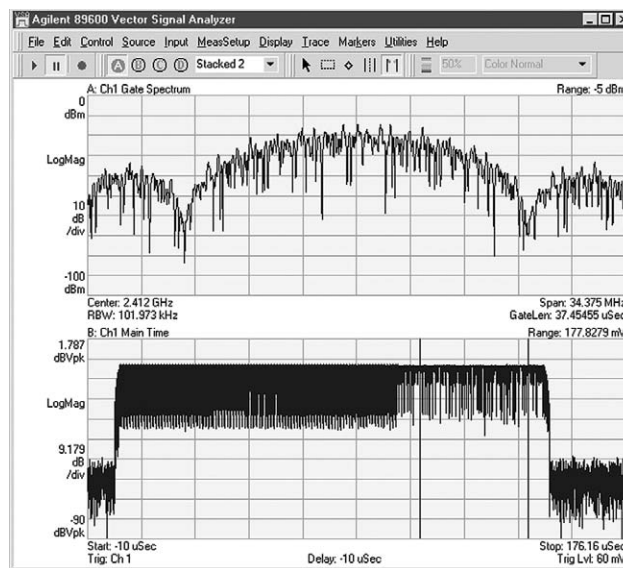 Agilent 89600 Vector Signal Analyzer
File Edit Control Source Input MeasSetup Display Trace Markers Utilities Help
A B C D Stacked 2 50% Color Normal
A: Ch1 Gate Spectrum Range: -5 dBm
0
dBm
LogMag
10
dB
/div
-100
dBm
Center: 2.412 GHz Span: 34.375 MHz
RBW: 101.973 kHz GateLen: 37.45455 uSec
B: Ch1 Main Time Range: 177.8279 mV
1.787
dBVpk
LogMag
9.179
dB
/div
-90
dBVpk
Start: -10 uSec Stop: 176.16 uSec
Trig: Ch 1 Delay: -10 uSec Trig Lvl: 60 mV